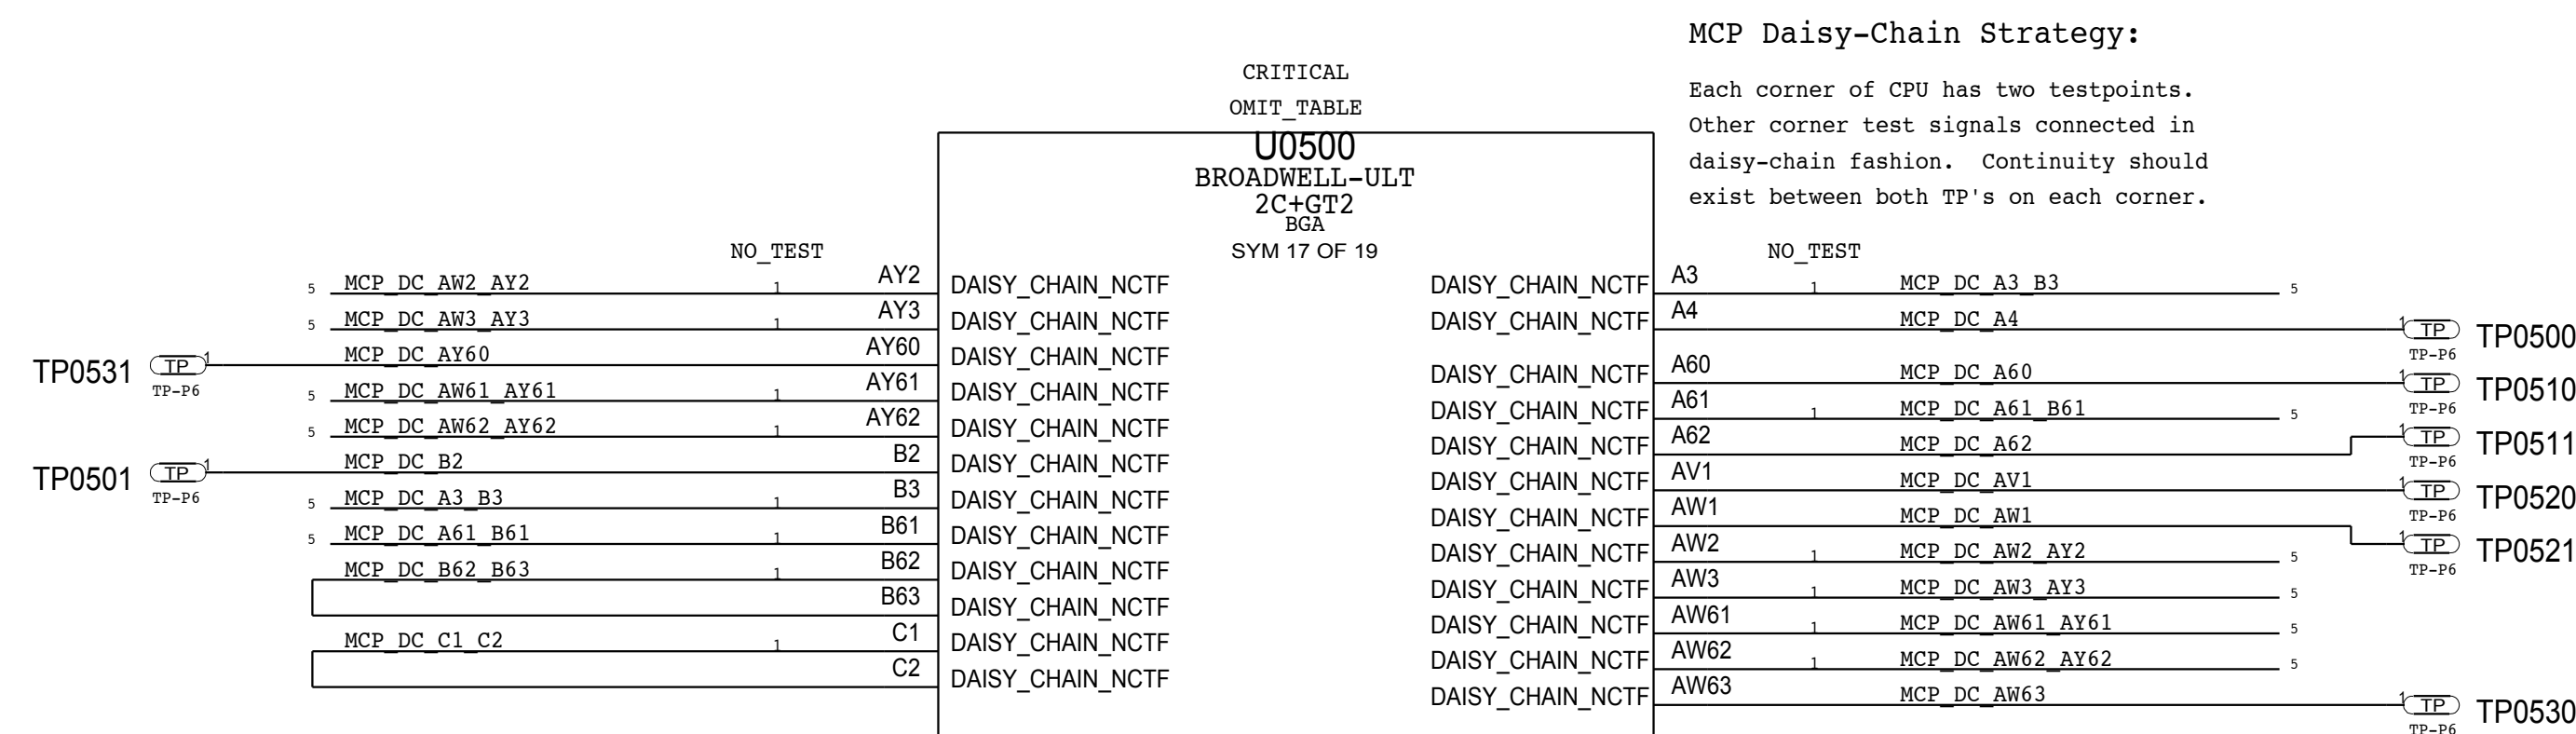 MCP Daisy-Chain Strategy:
Each corner of CPU has two testpoints.
Other corner test signals connected in
daisy-chain fashion.  Continuity should
exist between both TP's on each corner.
CRITICAL
OMIT_TABLE
U0500
BROADWELL-ULT
2C+GT2
BGA
SYM 17 OF 19
NO_TEST
5 MCP_DC_AW2_AY2 1 AY2 DAISY_CHAIN_NCTF
5 MCP_DC_AW3_AY3 1 AY3 DAISY_CHAIN_NCTF
TP0531 TP 1 TP-P6 MCP_DC_AY60 AY60 DAISY_CHAIN_NCTF
5 MCP_DC_AW61_AY61 1 AY61 DAISY_CHAIN_NCTF
5 MCP_DC_AW62_AY62 1 AY62 DAISY_CHAIN_NCTF
TP0501 TP 1 TP-P6 MCP_DC_B2 B2 DAISY_CHAIN_NCTF
5 MCP_DC_A3_B3 1 B3 DAISY_CHAIN_NCTF
5 MCP_DC_A61_B61 1 B61 DAISY_CHAIN_NCTF
MCP_DC_B62_B63 1 B62 DAISY_CHAIN_NCTF
B63 DAISY_CHAIN_NCTF
MCP_DC_C1_C2 1 C1 DAISY_CHAIN_NCTF
C2 DAISY_CHAIN_NCTF
NO_TEST
DAISY_CHAIN_NCTF A3 1 MCP_DC_A3_B3 5
DAISY_CHAIN_NCTF A4 MCP_DC_A4 1 TP TP-P6 TP0500
DAISY_CHAIN_NCTF A60 MCP_DC_A60 1 TP TP-P6 TP0510
DAISY_CHAIN_NCTF A61 1 MCP_DC_A61_B61 5
DAISY_CHAIN_NCTF A62 MCP_DC_A62 1 TP TP-P6 TP0511
DAISY_CHAIN_NCTF AV1 MCP_DC_AV1 1 TP TP-P6 TP0520
DAISY_CHAIN_NCTF AW1 MCP_DC_AW1 1 TP TP-P6 TP0521
DAISY_CHAIN_NCTF AW2 1 MCP_DC_AW2_AY2 5
DAISY_CHAIN_NCTF AW3 1 MCP_DC_AW3_AY3 5
DAISY_CHAIN_NCTF AW61 1 MCP_DC_AW61_AY61 5
DAISY_CHAIN_NCTF AW62 1 MCP_DC_AW62_AY62 5
DAISY_CHAIN_NCTF AW63 MCP_DC_AW63 1 TP TP-P6 TP0530